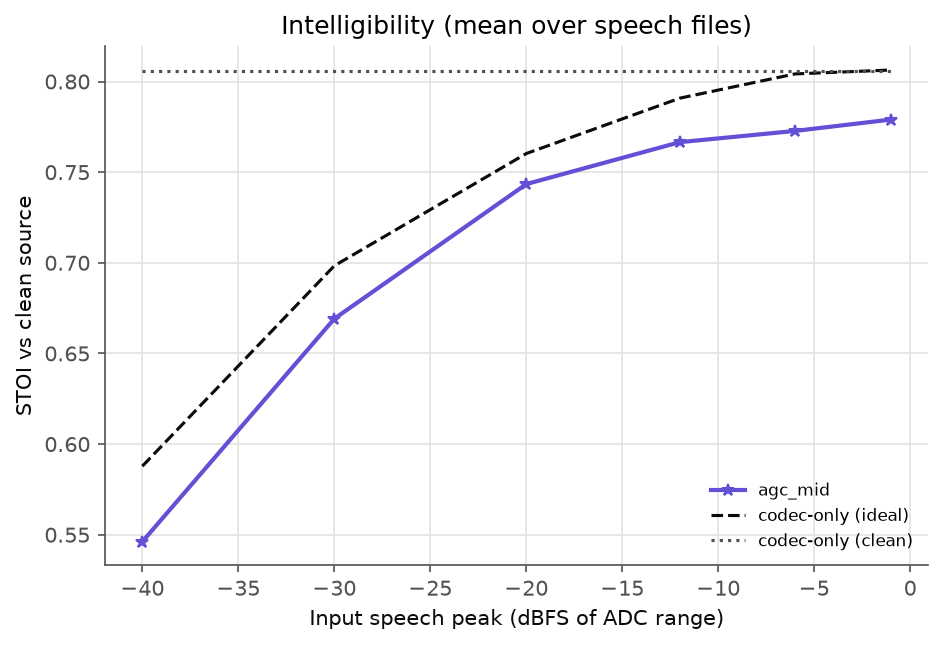 Intelligibility (mean over speech files)
STOI vs clean source
0.80
0.75
0.70
0.65
0.60
0.55
agc_mid
codec-only (ideal)
codec-only (clean)
−40 −35 −30 −25 −20 −15 −10 −5 0
Input speech peak (dBFS of ADC range)